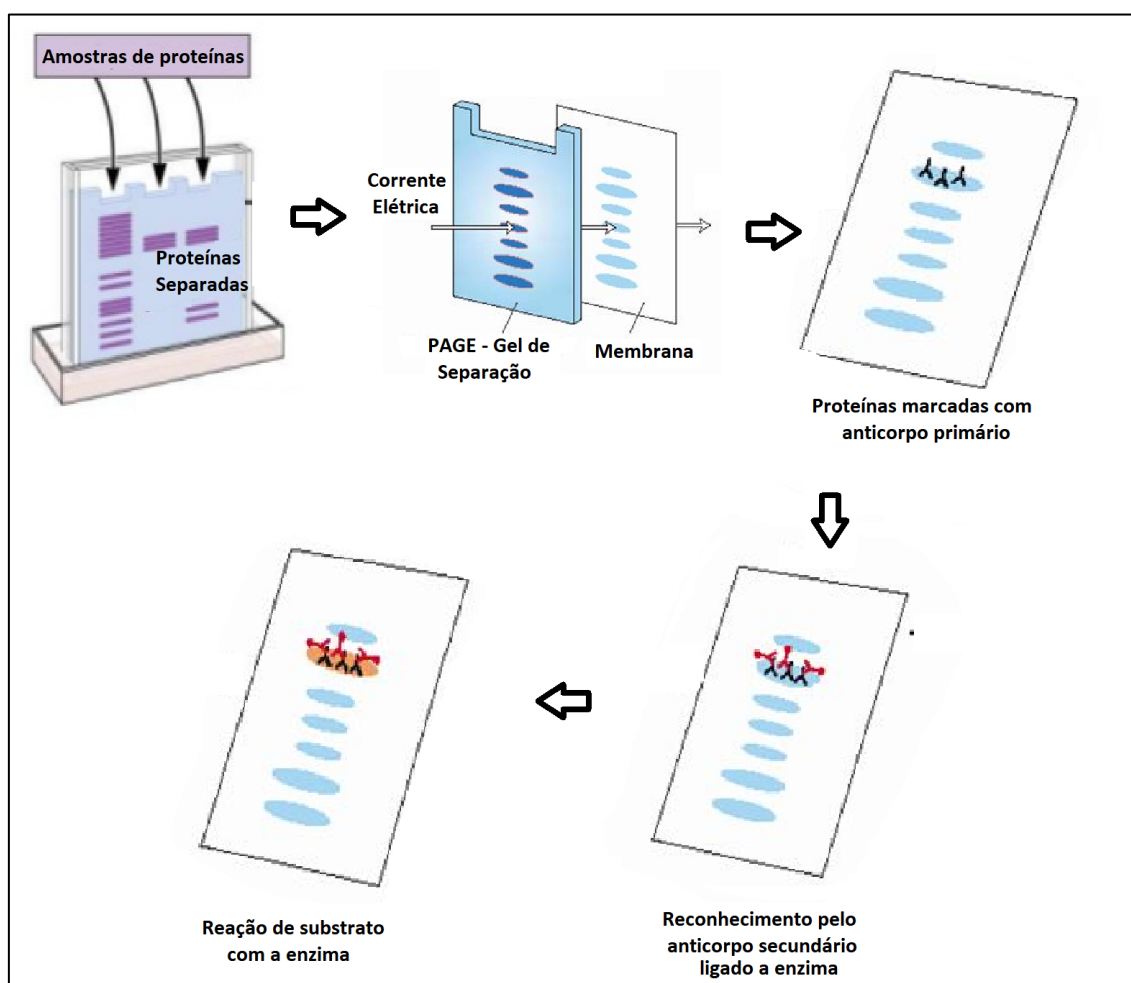 Amostras de proteínas
Proteínas
Separadas
Corrente
Elétrica
PAGE - Gel de
Separação
Membrana
Proteínas marcadas com
anticorpo primário
Reconhecimento pelo
anticorpo secundário
ligado a enzima
Reação de substrato
com a enzima